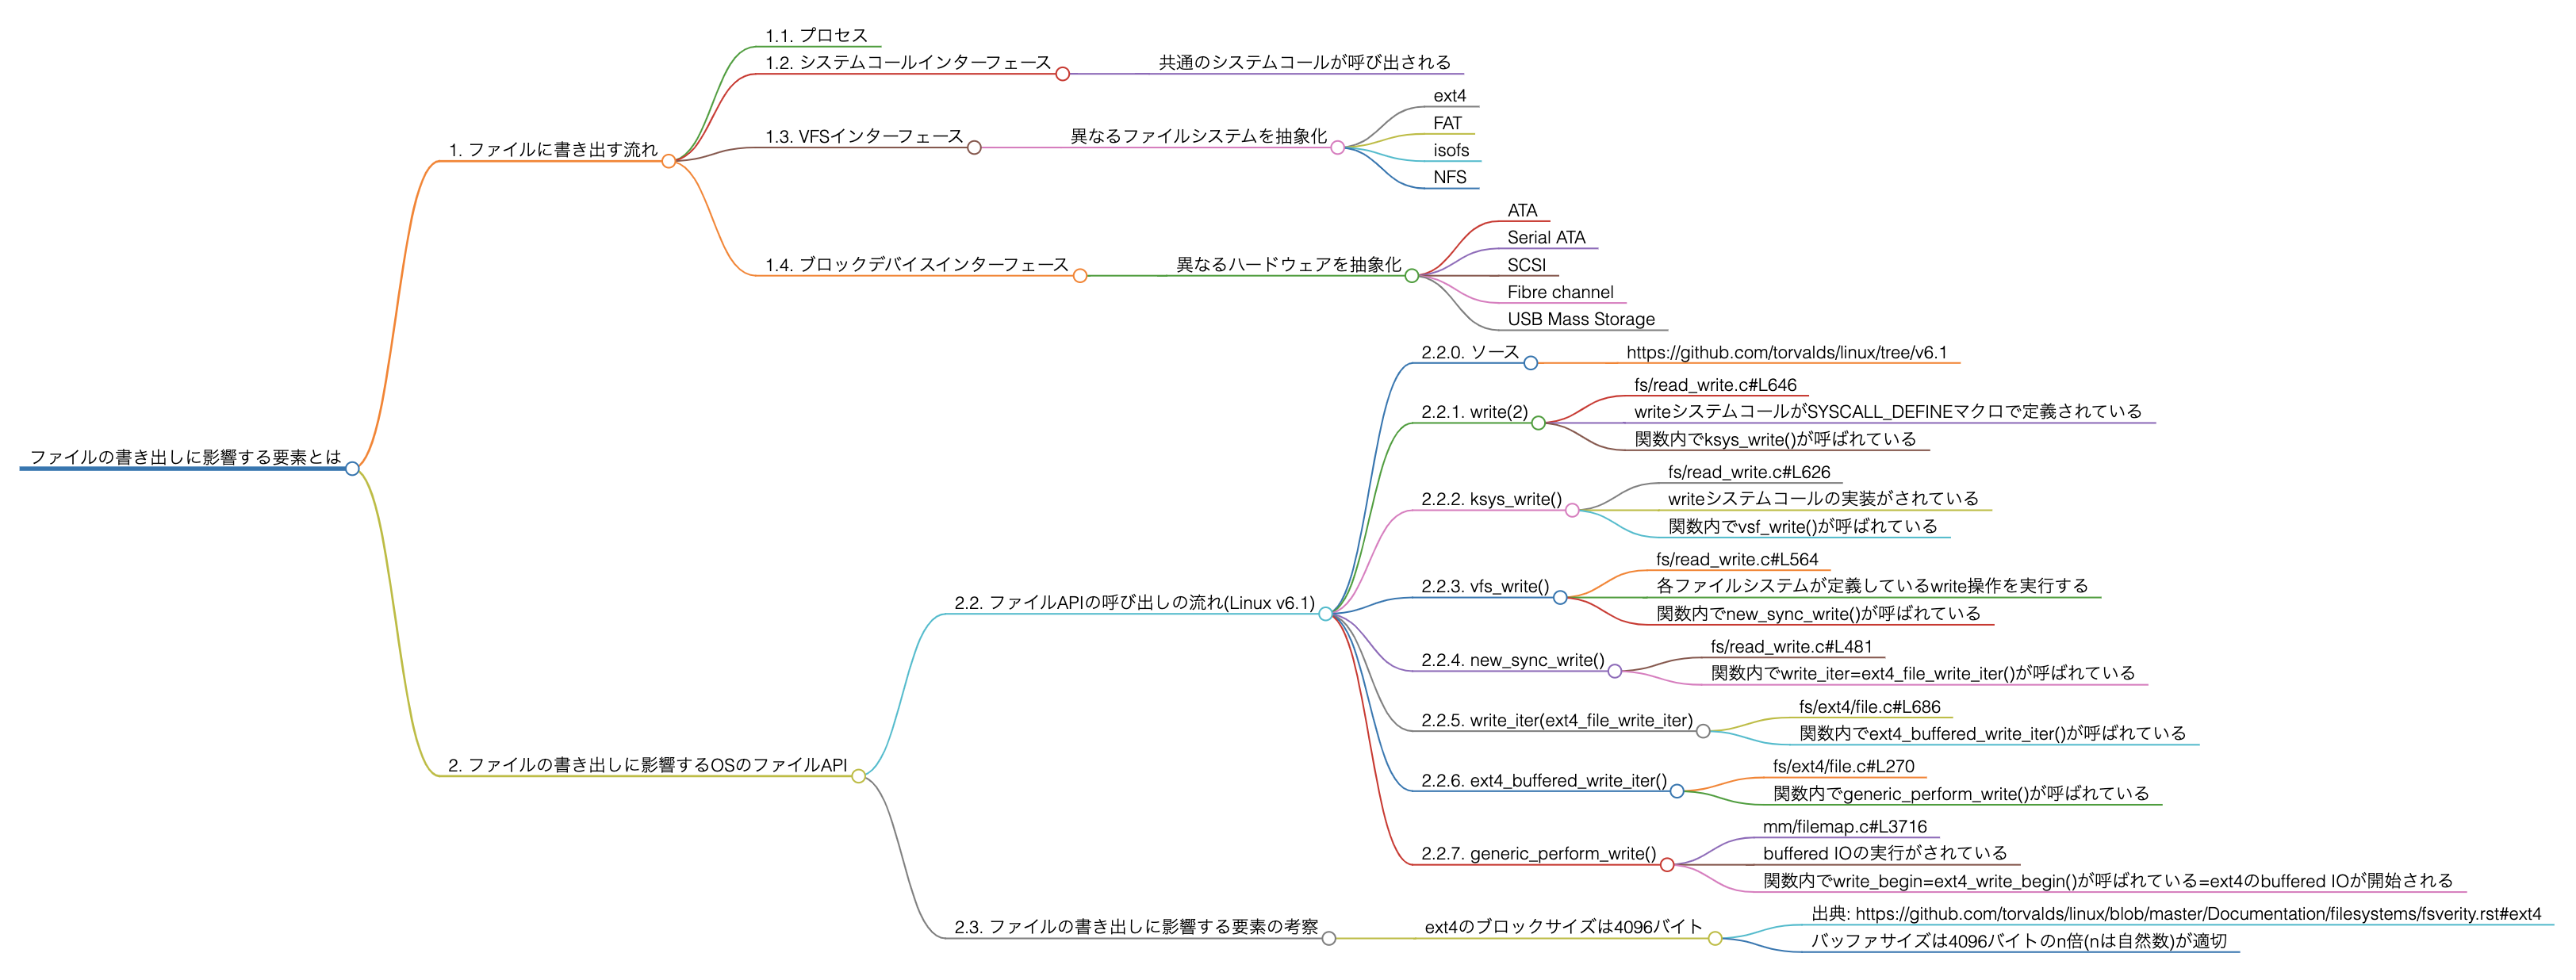 ファイルの書き出しに影響する要素とは
1. ファイルに書き出す流れ
1.1. プロセス
1.2. システムコールインターフェース
共通のシステムコールが呼び出される
1.3. VFSインターフェース
異なるファイルシステムを抽象化
ext4
FAT
isofs
NFS
1.4. ブロックデバイスインターフェース
異なるハードウェアを抽象化
ATA
Serial ATA
SCSI
Fibre channel
USB Mass Storage
2. ファイルの書き出しに影響するOSのファイルAPI
2.2. ファイルAPIの呼び出しの流れ(Linux v6.1)
2.2.0. ソース
https://github.com/torvalds/linux/tree/v6.1
2.2.1. write(2)
fs/read_write.c#L646
writeシステムコールがSYSCALL_DEFINEマクロで定義されている
関数内でksys_write()が呼ばれている
2.2.2. ksys_write()
fs/read_write.c#L626
writeシステムコールの実装がされている
関数内でvsf_write()が呼ばれている
2.2.3. vfs_write()
fs/read_write.c#L564
各ファイルシステムが定義しているwrite操作を実行する
関数内でnew_sync_write()が呼ばれている
2.2.4. new_sync_write()
fs/read_write.c#L481
関数内でwrite_iter=ext4_file_write_iter()が呼ばれている
2.2.5. write_iter(ext4_file_write_iter)
fs/ext4/file.c#L686
関数内でext4_buffered_write_iter()が呼ばれている
2.2.6. ext4_buffered_write_iter()
fs/ext4/file.c#L270
関数内でgeneric_perform_write()が呼ばれている
2.2.7. generic_perform_write()
mm/filemap.c#L3716
buffered IOの実行がされている
関数内でwrite_begin=ext4_write_begin()が呼ばれている=ext4のbuffered IOが開始される
2.3. ファイルの書き出しに影響する要素の考察
ext4のブロックサイズは4096バイト
出典: https://github.com/torvalds/linux/blob/master/Documentation/filesystems/fsverity.rst#ext4
バッファサイズは4096バイトのn倍(nは自然数)が適切